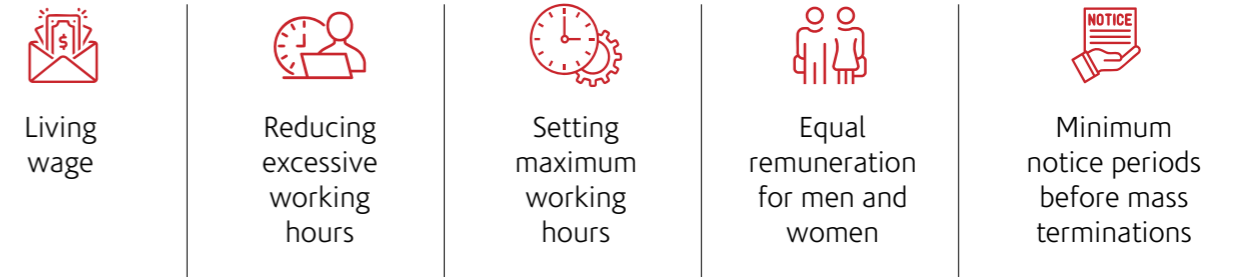 $
Living
wage
Reducing
excessive
working
hours
Setting
maximum
working
hours
Equal
remuneration
for men and
women
NOTICE
Minimum
notice periods
before mass
terminations